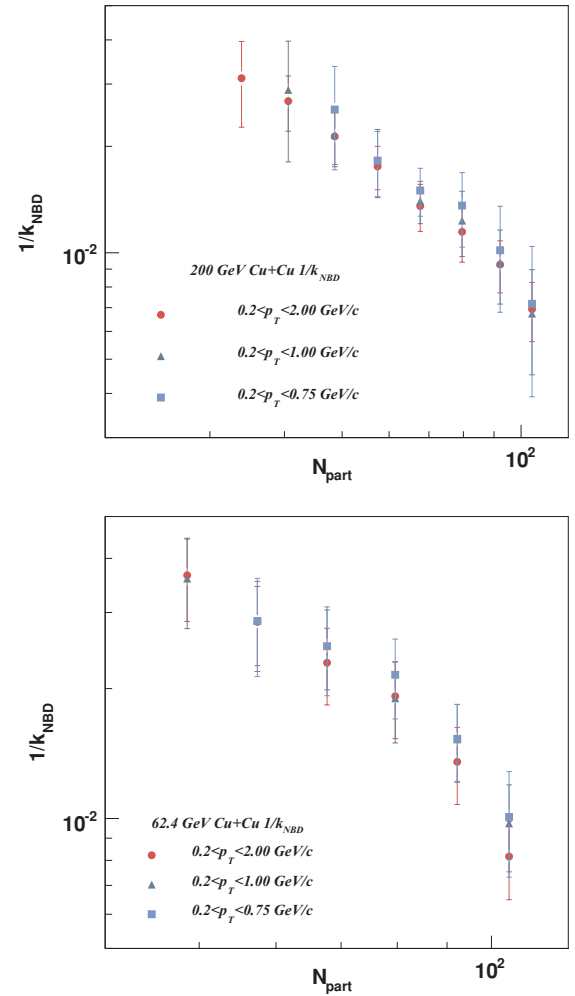 1/k_NBD
10^-2
200 GeV Cu+Cu 1/k_NBD
0.2<p_T<2.00 GeV/c
0.2<p_T<1.00 GeV/c
0.2<p_T<0.75 GeV/c
10^2
N_part
1/k_NBD
10^-2
62.4 GeV Cu+Cu 1/k_NBD
0.2<p_T<2.00 GeV/c
0.2<p_T<1.00 GeV/c
0.2<p_T<0.75 GeV/c
10^2
N_part